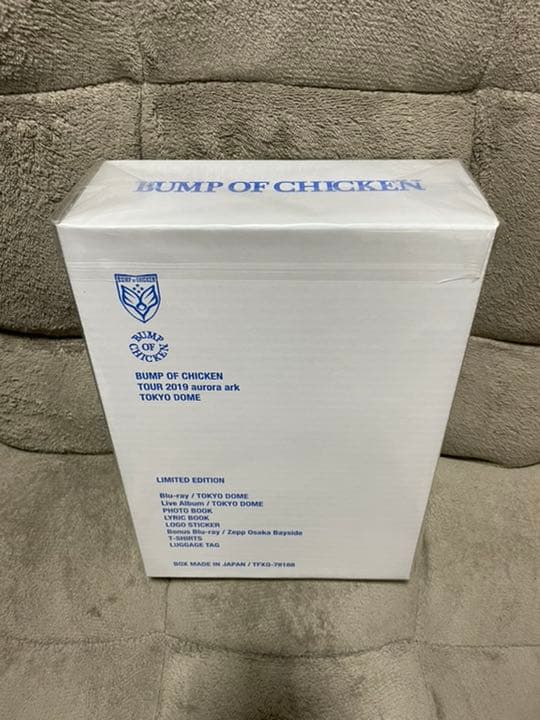 BUMP OF CHICKEN
BUMP OF CHICKEN
BUMP
OF
CHICKEN
BUMP OF CHICKEN
TOUR 2019 aurora ark
TOKYO DOME
LIMITED EDITION
Blu-ray / TOKYO DOME
Live Album / TOKYO DOME
PHOTO BOOK
LYRIC BOOK
LOGO STICKER
Bonus Blu-ray / Zepp Osaka Bayside
T-SHIRTS
LUGGAGE TAG
BOX MADE IN JAPAN / TFXQ-78188